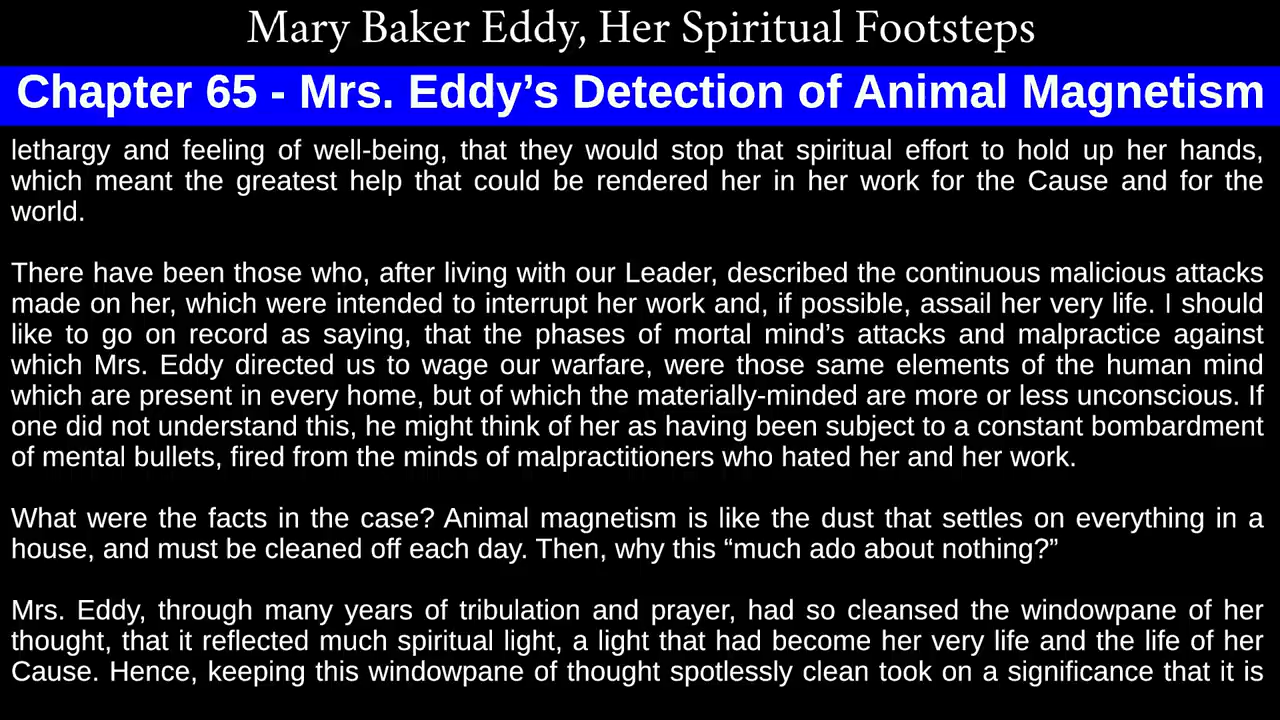 Mary Baker Eddy, Her Spiritual Footsteps
Chapter 65 - Mrs. Eddy’s Detection of Animal Magnetism
lethargy and feeling of well-being, that they would stop that spiritual effort to hold up her hands,
which meant the greatest help that could be rendered her in her work for the Cause and for the
world.
There have been those who, after living with our Leader, described the continuous malicious attacks
made on her, which were intended to interrupt her work and, if possible, assail her very life. I should
like to go on record as saying, that the phases of mortal mind’s attacks and malpractice against
which Mrs. Eddy directed us to wage our warfare, were those same elements of the human mind
which are present in every home, but of which the materially-minded are more or less unconscious. If
one did not understand this, he might think of her as having been subject to a constant bombardment
of mental bullets, fired from the minds of malpractitioners who hated her and her work.
What were the facts in the case? Animal magnetism is like the dust that settles on everything in a
house, and must be cleaned off each day. Then, why this “much ado about nothing?”
Mrs. Eddy, through many years of tribulation and prayer, had so cleansed the windowpane of her
thought, that it reflected much spiritual light, a light that had become her very life and the life of her
Cause. Hence, keeping this windowpane of thought spotlessly clean took on a significance that it is